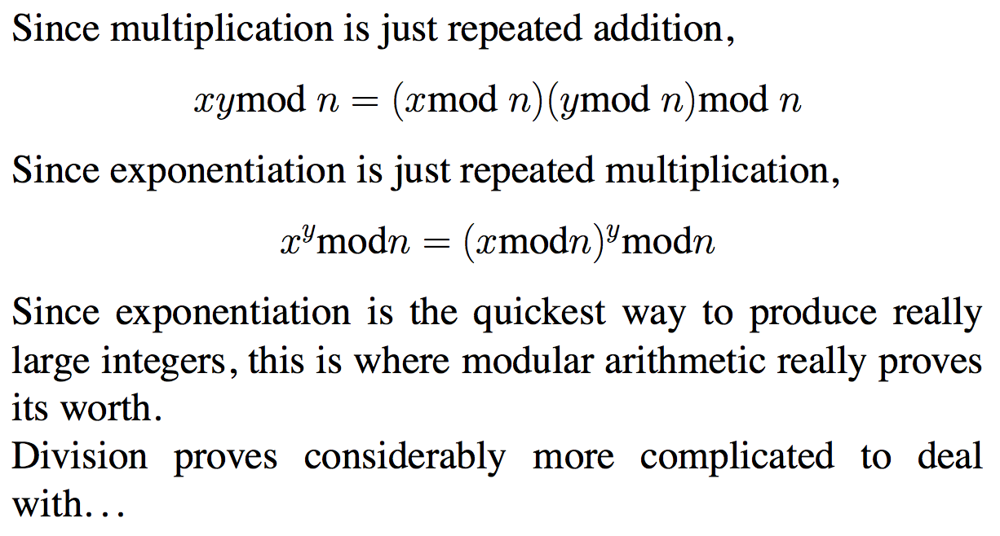 Since multiplication is just repeated addition,
xymod n = (xmod n)(ymod n)mod n
Since exponentiation is just repeated multiplication,
x^y modn = (xmodn)^y modn
Since exponentiation is the quickest way to produce really
large integers, this is where modular arithmetic really proves
its worth.
Division proves considerably more complicated to deal
with...